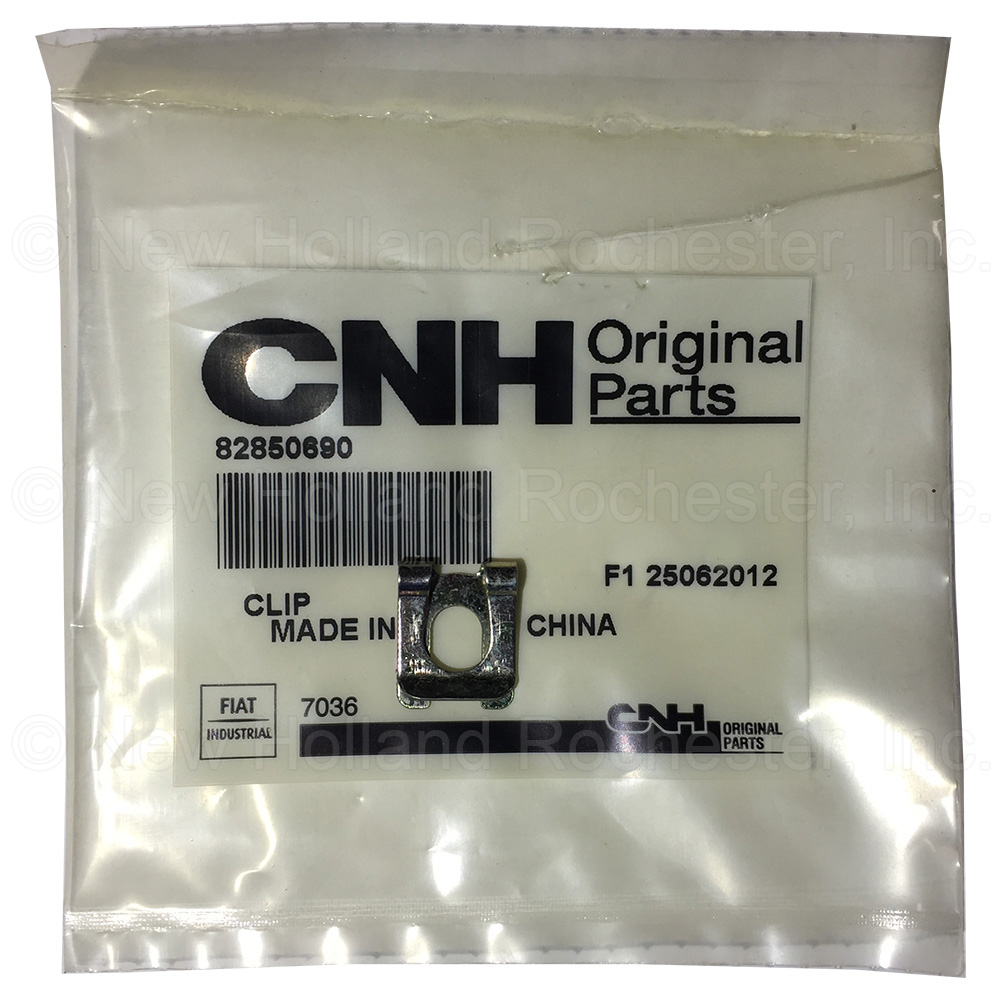 © New Holland Rochester, Inc.
CNH Original
Parts
82850690
© New Holland Rochester, Inc.
F1 25062012
CLIP
MADE IN CHINA
FIAT
INDUSTRIAL
7036
CNH ORIGINAL
PARTS
© New Holland Rochester, Inc.